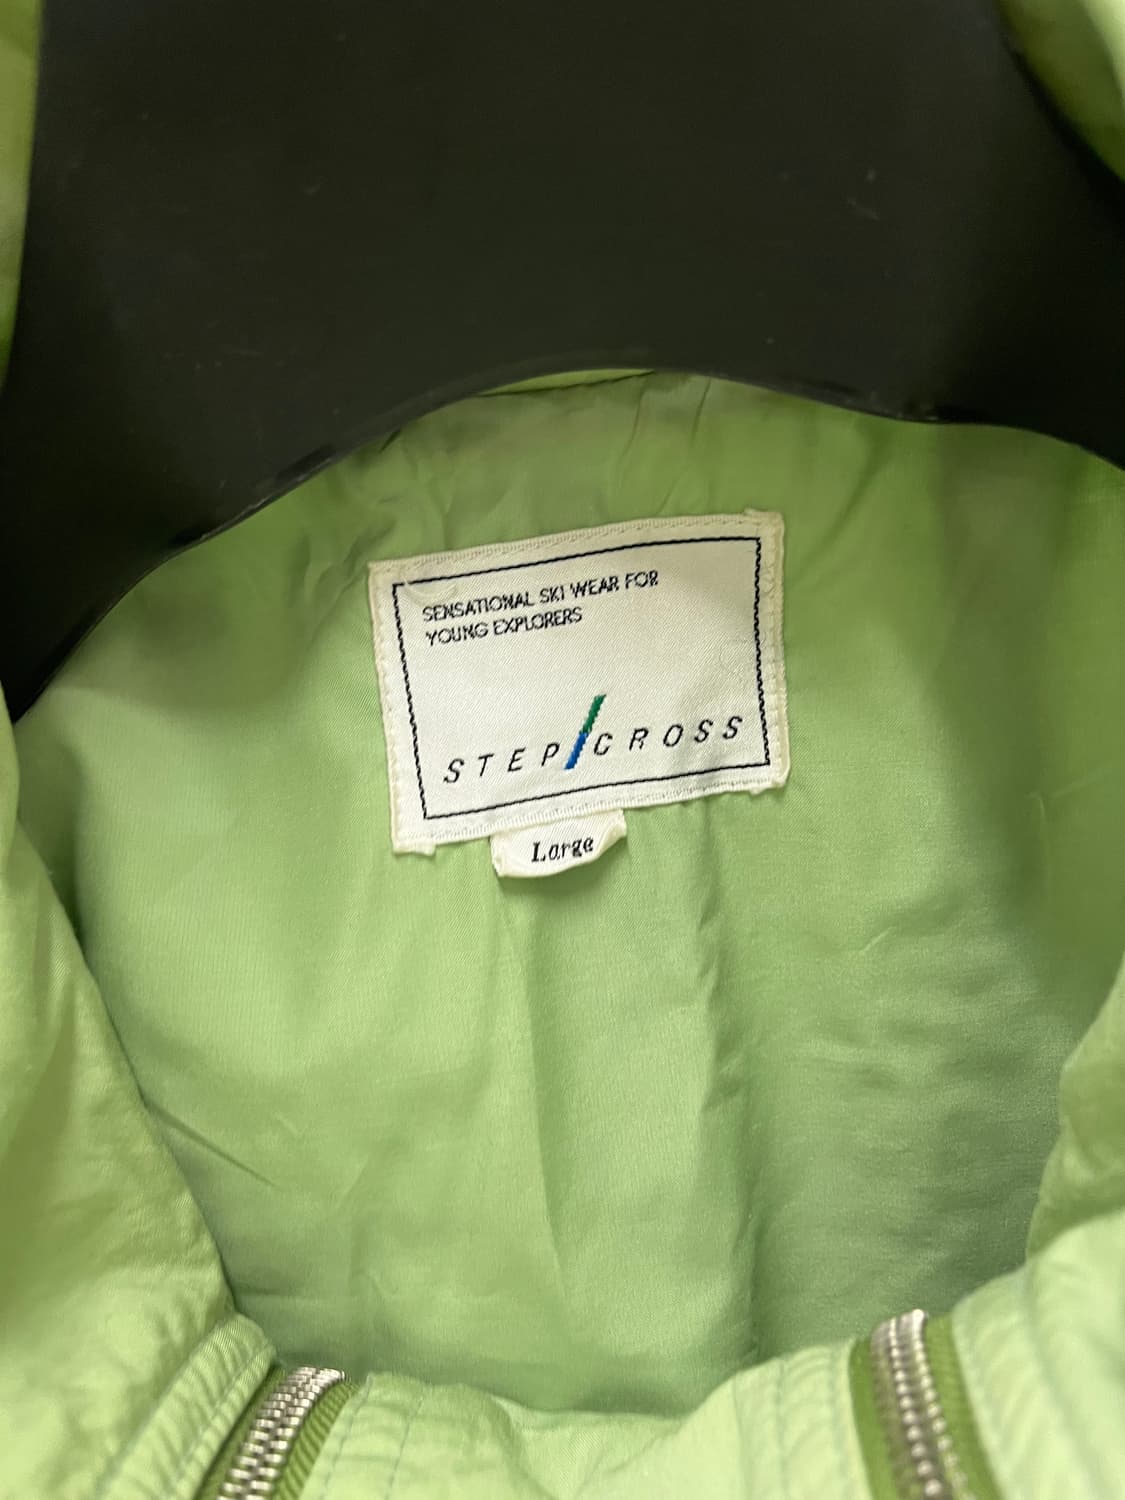 SENSATIONAL SKI WEAR FOR
YOUNG EXPLORERS
STEP/CROSS
Large